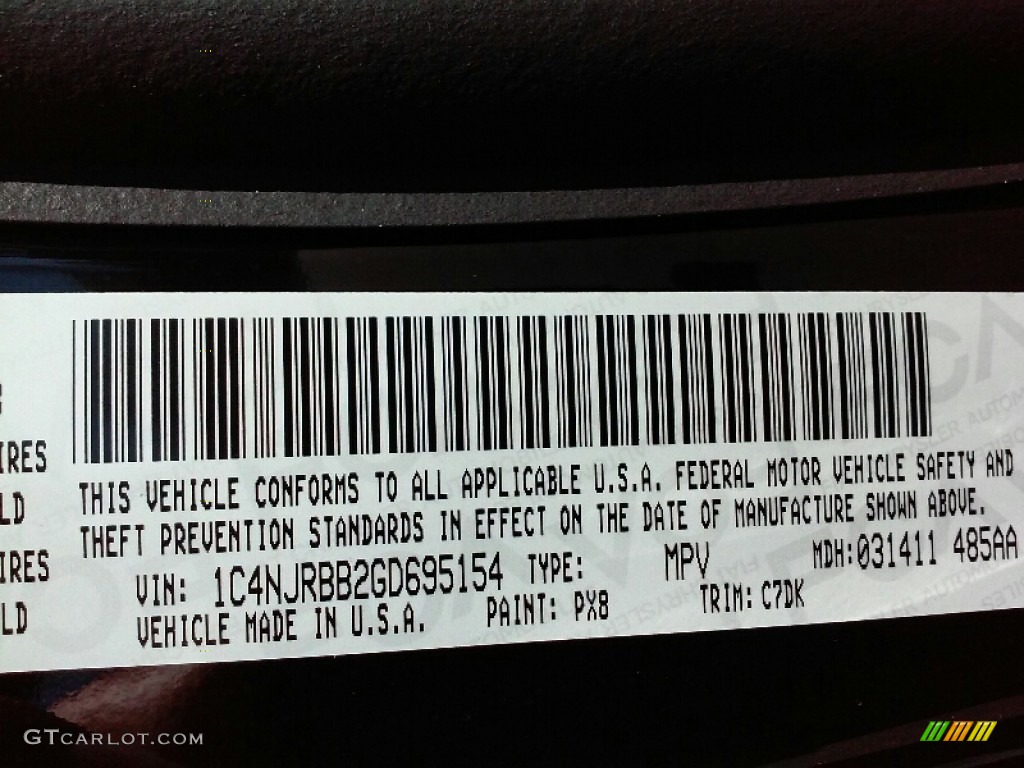 IRES
LD
IRES
LD
THIS VEHICLE CONFORMS TO ALL APPLICABLE U.S.A. FEDERAL MOTOR VEHICLE SAFETY AND
THEFT PREVENTION STANDARDS IN EFFECT ON THE DATE OF MANUFACTURE SHOWN ABOVE.
VIN: 1C4NJRBB2GD695154 TYPE: MPV MDH:031411 485AA
VEHICLE MADE IN U.S.A. PAINT: PX8 TRIM: C7DK
GTCARLOT.COM